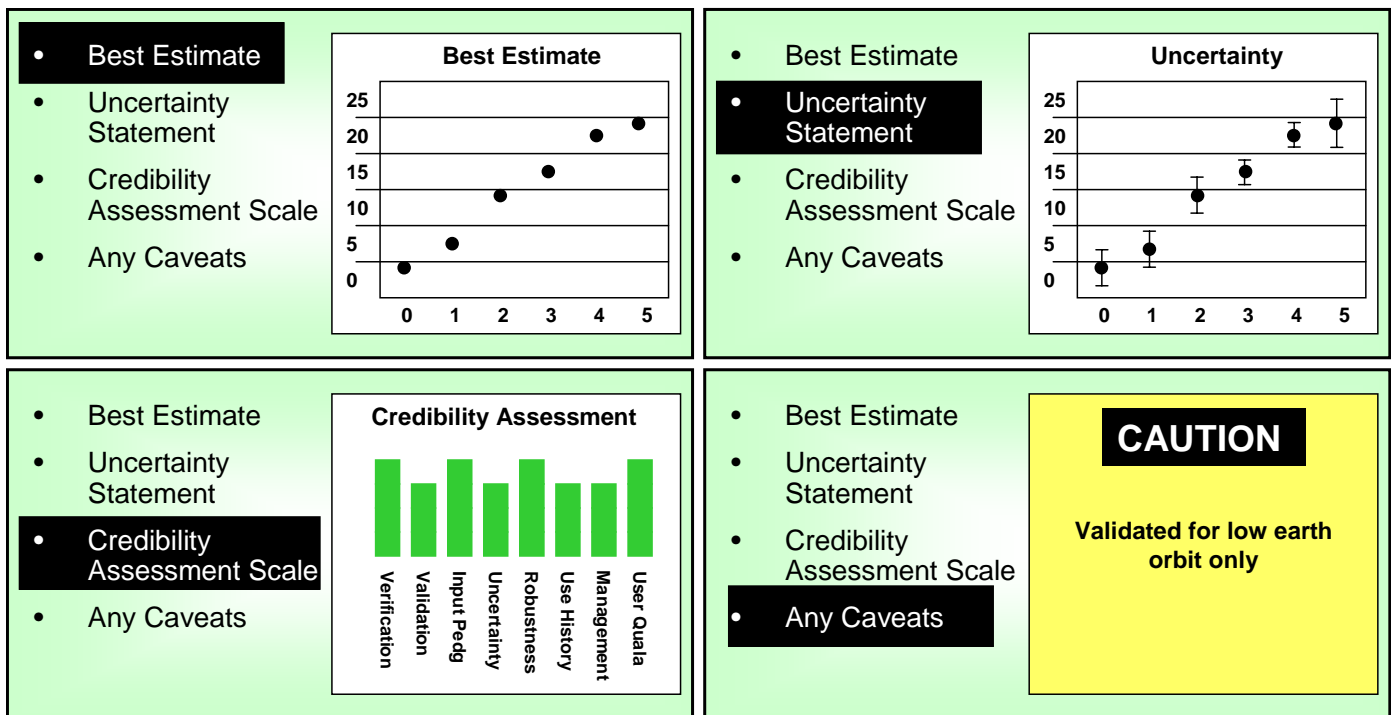 • Best Estimate
• Uncertainty
Statement
• Credibility
Assessment Scale
• Any Caveats
Best Estimate
25
20
15
10
5
0
0 1 2 3 4 5
• Best Estimate
• Uncertainty
Statement
• Credibility
Assessment Scale
• Any Caveats
Uncertainty
25
20
15
10
5
0
0 1 2 3 4 5
• Best Estimate
• Uncertainty
Statement
• Credibility
Assessment Scale
• Any Caveats
Credibility Assessment
Verification
Validation
Input Pedg
Uncertainty
Robustness
Use History
Management
User Quala
• Best Estimate
• Uncertainty
Statement
• Credibility
Assessment Scale
• Any Caveats
CAUTION
Validated for low earth
orbit only